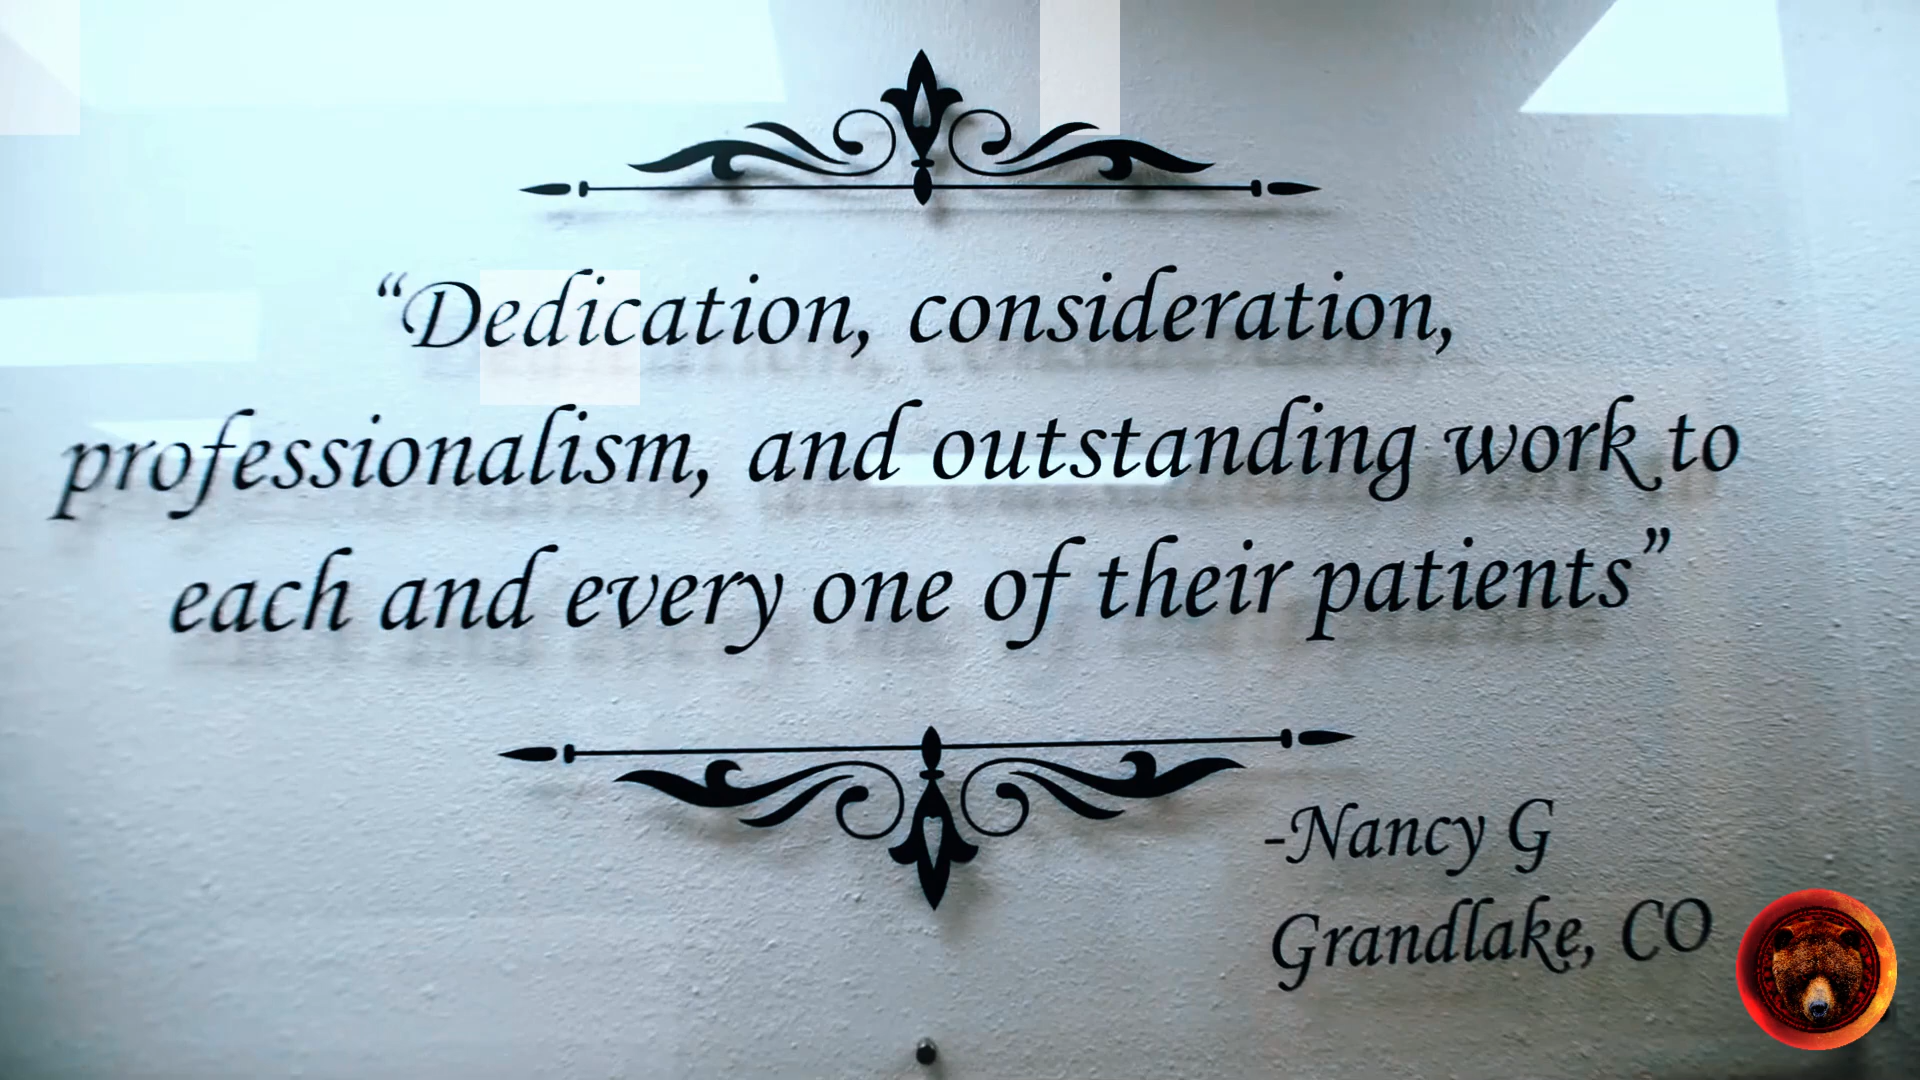 “Dedication, consideration,
professionalism, and outstanding work to
each and every one of their patients”
-Nancy G
Grandlake, CO